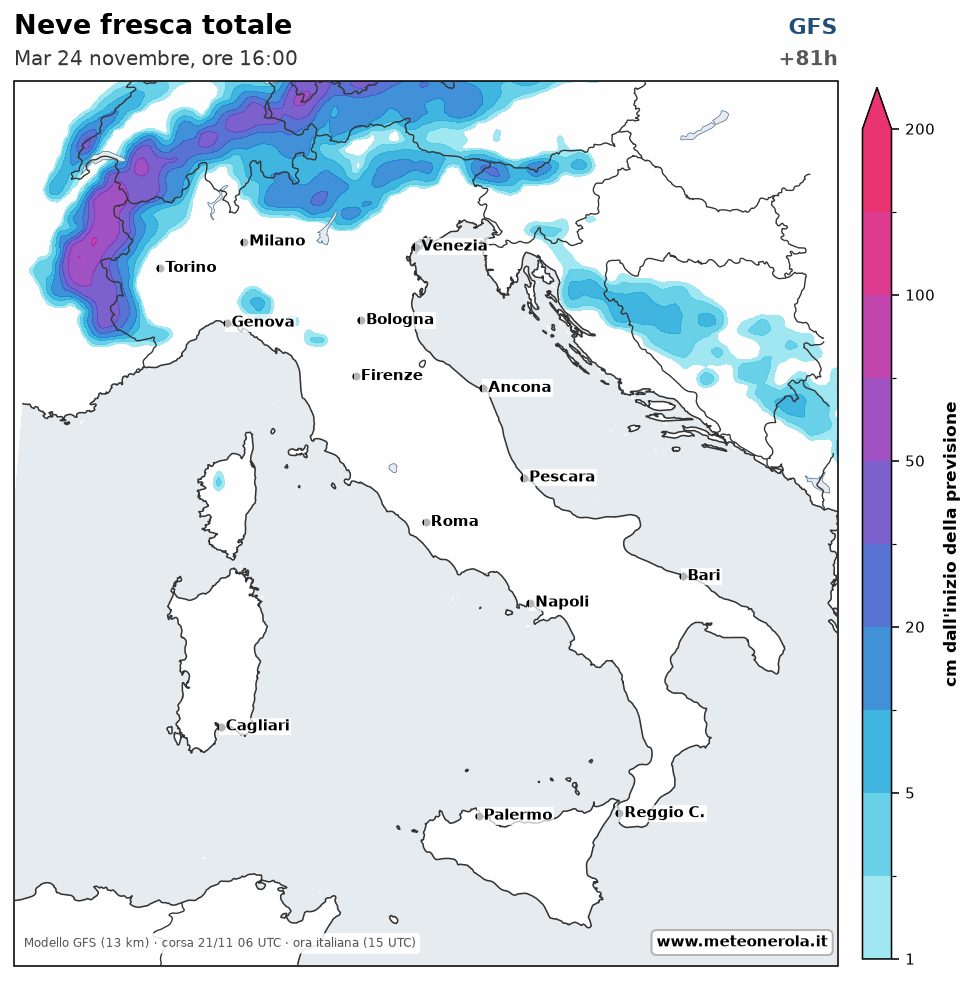 Neve fresca totale
GFS
Mar 24 novembre, ore 16:00
+81h
Milano
Venezia
Torino
Genova
Bologna
Firenze
Ancona
Pescara
Roma
Bari
Napoli
Cagliari
Palermo
Reggio C.
Modello GFS (13 km) · corsa 21/11 06 UTC · ora italiana (15 UTC)
www.meteonerola.it
200
100
50
20
5
1
cm dall'inizio della previsione